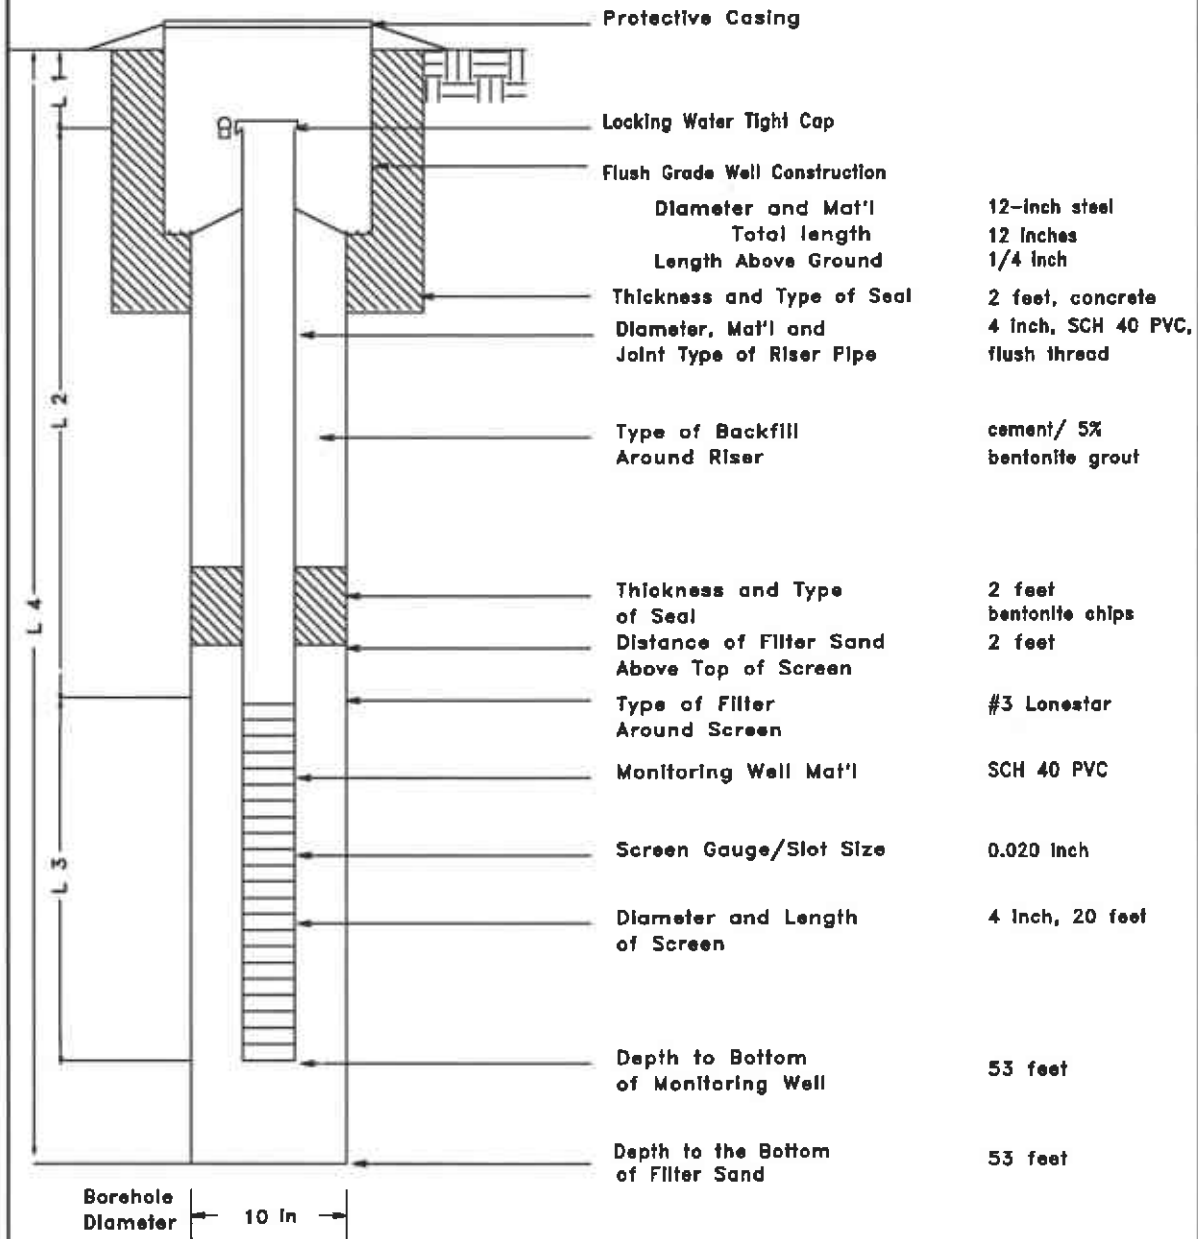 Protective Casing
L 1
Locking Water Tight Cap
Flush Grade Well Construction
Diameter and Mat'l 12-inch steel
Total length 12 inches
Length Above Ground 1/4 inch
Thickness and Type of Seal 2 feet, concrete
Diameter, Mat'l and 4 inch, SCH 40 PVC,
Joint Type of Riser Pipe flush thread
L 2
Type of Backfill cement/ 5%
Around Riser bentonite grout
L 4
Thickness and Type 2 feet
of Seal bentonite chips
Distance of Filter Sand 2 feet
Above Top of Screen
Type of Filter #3 Lonestar
Around Screen
Monitoring Well Mat'l SCH 40 PVC
L 3
Screen Gauge/Slot Size 0.020 inch
Diameter and Length 4 inch, 20 feet
of Screen
Depth to Bottom 53 feet
of Monitoring Well
Depth to the Bottom 53 feet
of Filter Sand
Borehole
Diameter 10 in